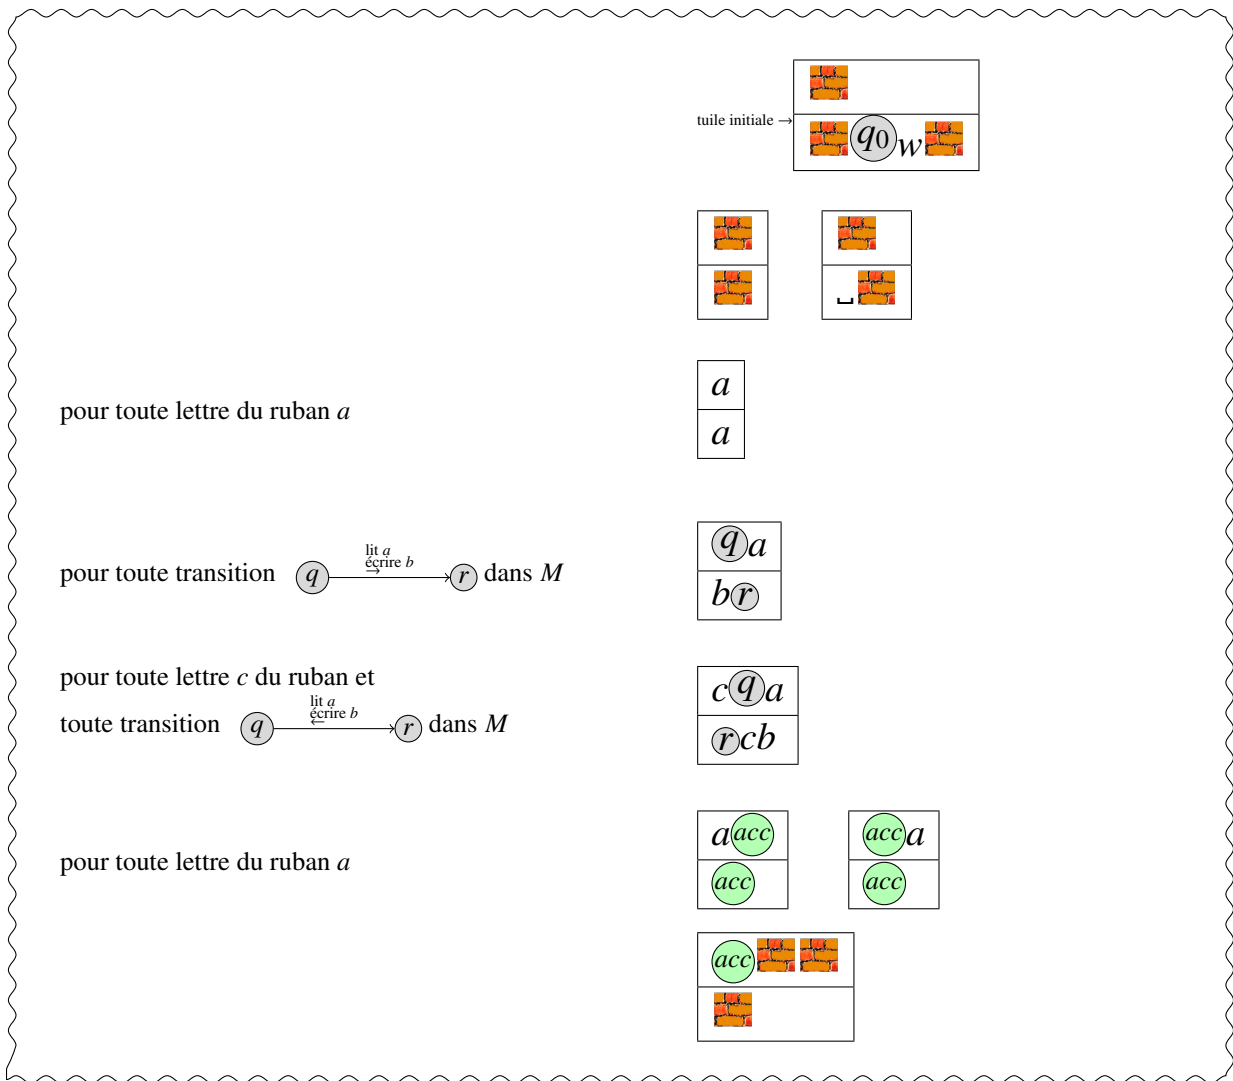 tuile initiale →
q0 w
␣
a
pour toute lettre du ruban a
a
q a
lit a
écrire b
→
pour toute transition q r dans M
b r
pour toute lettre c du ruban et
c q a
lit a
écrire b
←
toute transition q r dans M
r c b
a acc acc a
pour toute lettre du ruban a
acc acc
acc